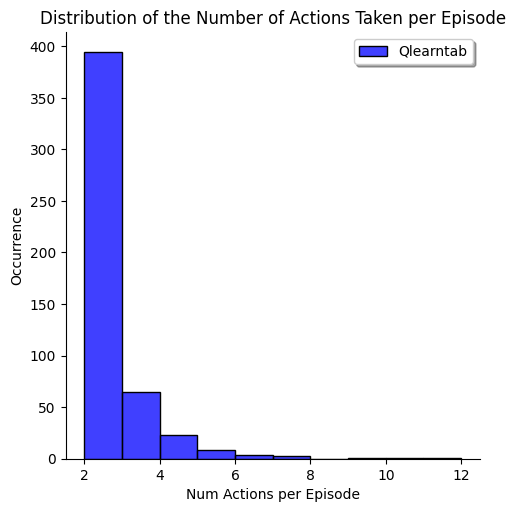 Distribution of the Number of Actions Taken per Episode
Qlearntab
400
350
300
250
200
150
100
50
0
Occurrence
2 4 6 8 10 12
Num Actions per Episode